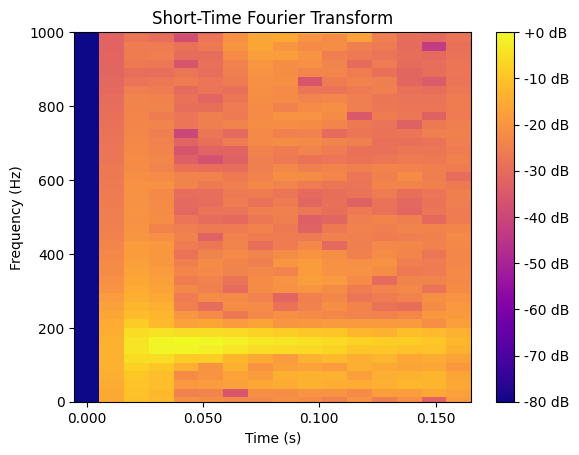 Short-Time Fourier Transform
1000
800
600
400
200
0
Frequency (Hz)
0.000
0.050
0.100
0.150
Time (s)
+0 dB
-10 dB
-20 dB
-30 dB
-40 dB
-50 dB
-60 dB
-70 dB
-80 dB